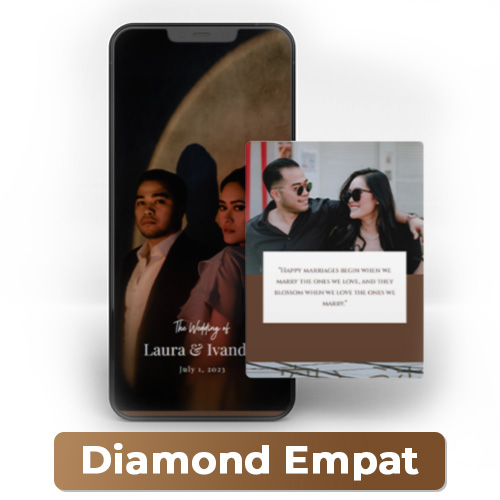 The Wedding of
Laura & Ivand
July 1, 2023
"Happy marriages begin when we
marry the ones we love, and they
blossom when we love the ones we
marry."
Diamond Empat